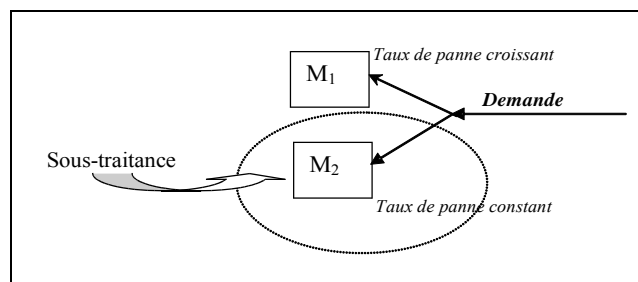 Taux de panne croissant
M1
Demande
Sous-traitance
M2
Taux de panne constant